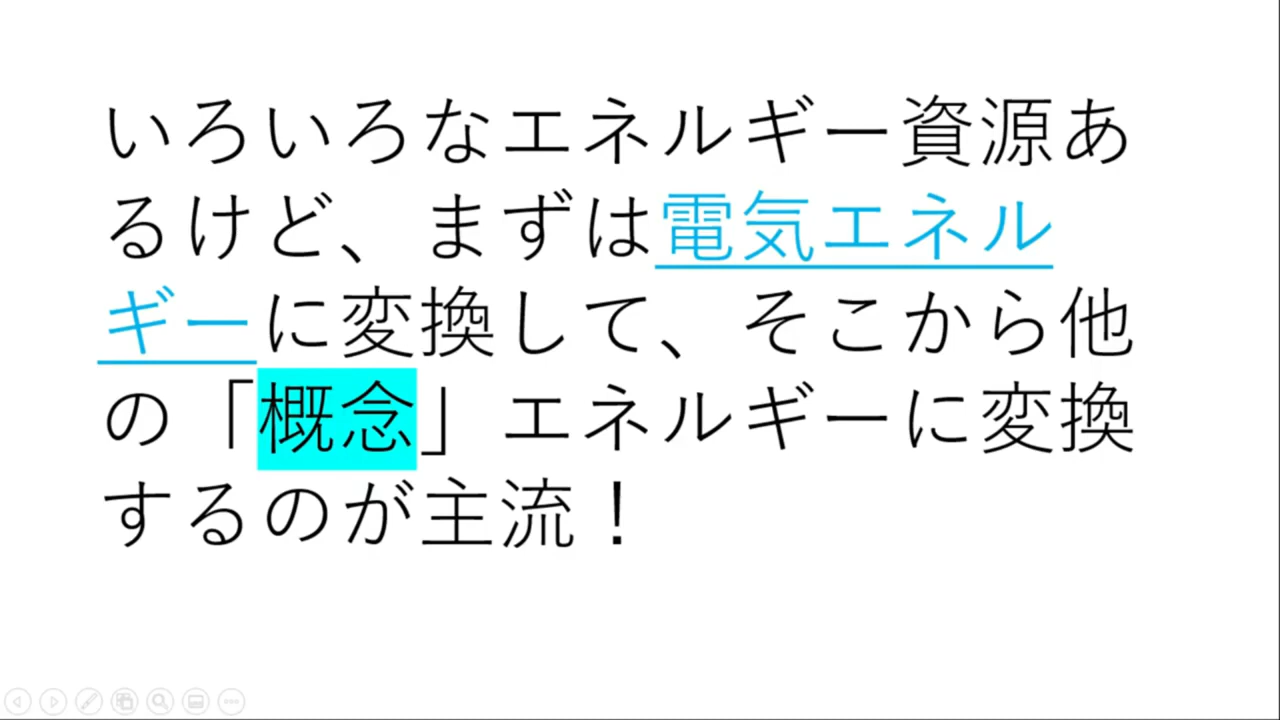 いろいろなエネルギー資源あ
るけど、まずは電気エネル
ギーに変換して、そこから他
の「概念」エネルギーに変換
するのが主流！